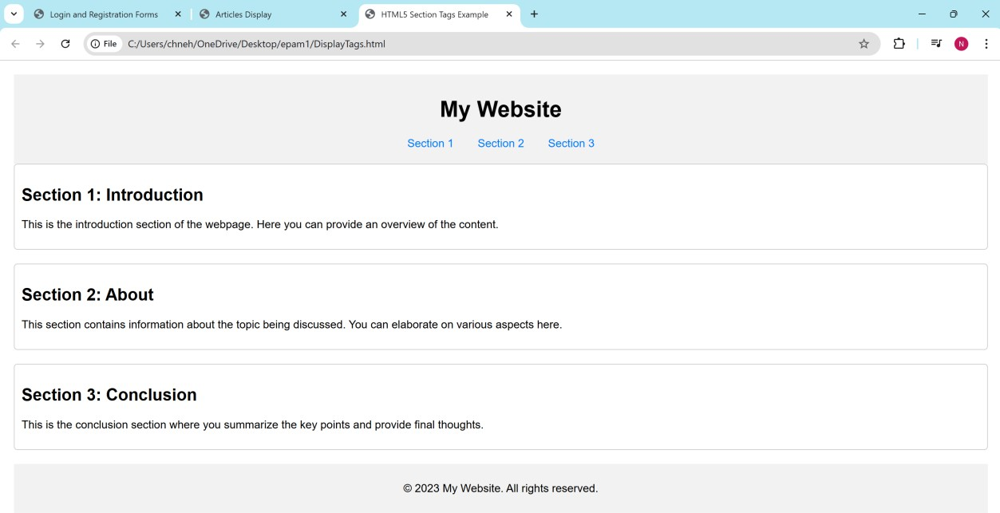 Login and Registration Forms
Articles Display
HTML5 Section Tags Example
File C:/Users/chneh/OneDrive/Desktop/epam1/DisplayTags.html
N
My Website
Section 1 Section 2 Section 3
Section 1: Introduction
This is the introduction section of the webpage. Here you can provide an overview of the content.
Section 2: About
This section contains information about the topic being discussed. You can elaborate on various aspects here.
Section 3: Conclusion
This is the conclusion section where you summarize the key points and provide final thoughts.
© 2023 My Website. All rights reserved.